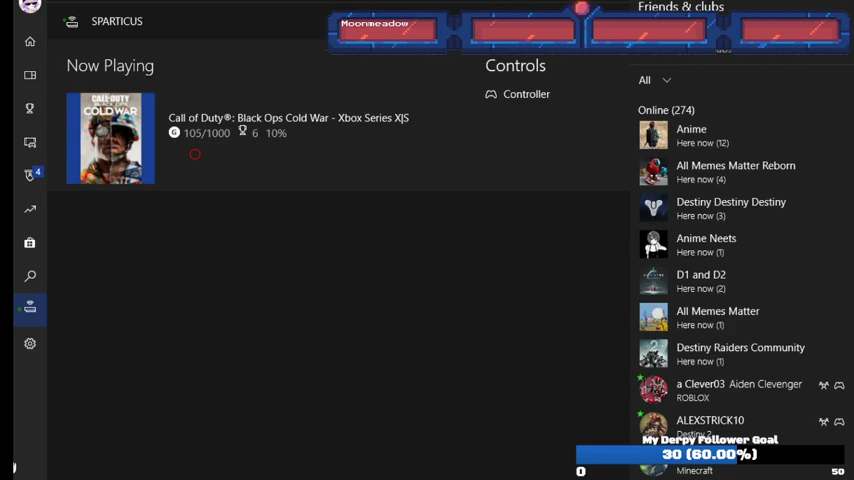 SPARTICUS
Friends & clubs
Moonmeadow
Now Playing
Controls
Controller
CALL OF DUTY
BLACK OPS
COLD WAR
Call of Duty®: Black Ops Cold War - Xbox Series X|S
G 105/1000 6 10%
4
All
Online (274)
Anime
Here now (12)
All Memes Matter Reborn
Here now (4)
Destiny Destiny Destiny
Here now (3)
Anime Neets
Here now (1)
D1 and D2
Here now (2)
All Memes Matter
Here now (1)
Destiny Raiders Community
Here now (1)
a Clever03 Aiden Clevenger
ROBLOX
ALEXSTRICK10
Destiny 2
My Derpy Follower Goal
30 (60.00%)
0
50
Minecraft